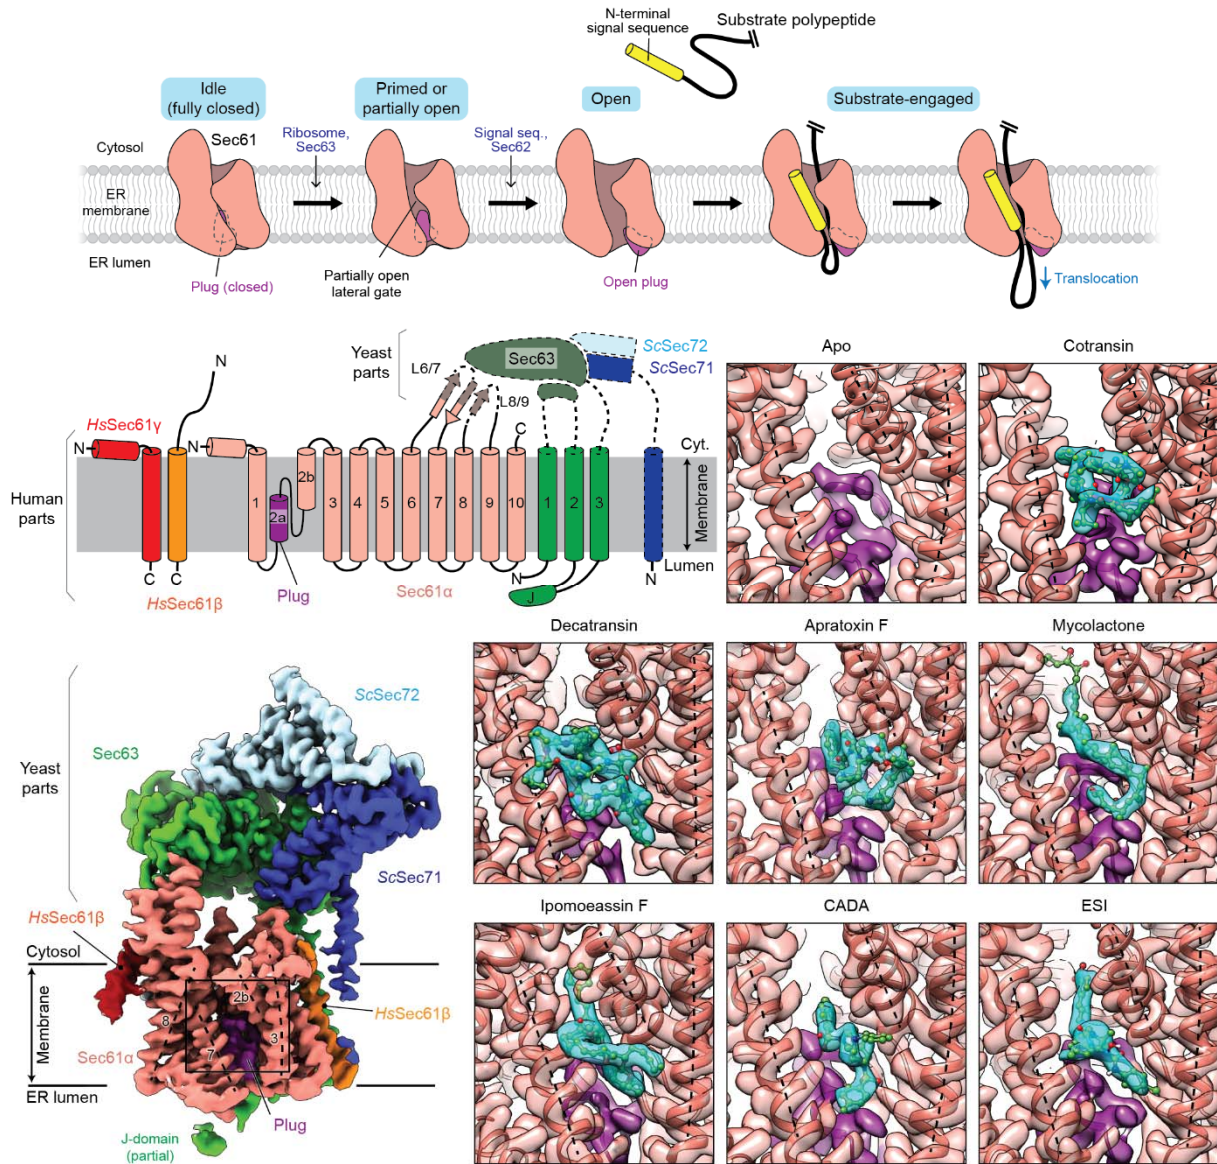 N-terminal
signal sequence
Substrate polypeptide
Idle
(fully closed)
Primed or
partially open
Open
Substrate-engaged
Cytosol
Sec61
Ribosome,
Sec63
Signal seq.,
Sec62
ER
membrane
ER lumen
Plug (closed)
Partially open
lateral gate
Open plug
Translocation
Yeast
parts
Sec63
ScSec72
ScSec71
L6/7
L8/9
N
HsSec61γ
N
N
C
Cyt.
Human
parts
1
2a
2b
3
4
5
6
7
8
9
10
1
2
3
Membrane
Lumen
C
C
N
J
N
HsSec61β
Plug
Sec61α
Apo
Cotransin
Decatransin
Apratoxin F
Mycolactone
Yeast
parts
ScSec72
Sec63
ScSec71
HsSec61β
Cytosol
Membrane
2b
8
7
3
HsSec61β
Sec61α
ER lumen
Plug
J-domain
(partial)
Ipomoeassin F
CADA
ESI